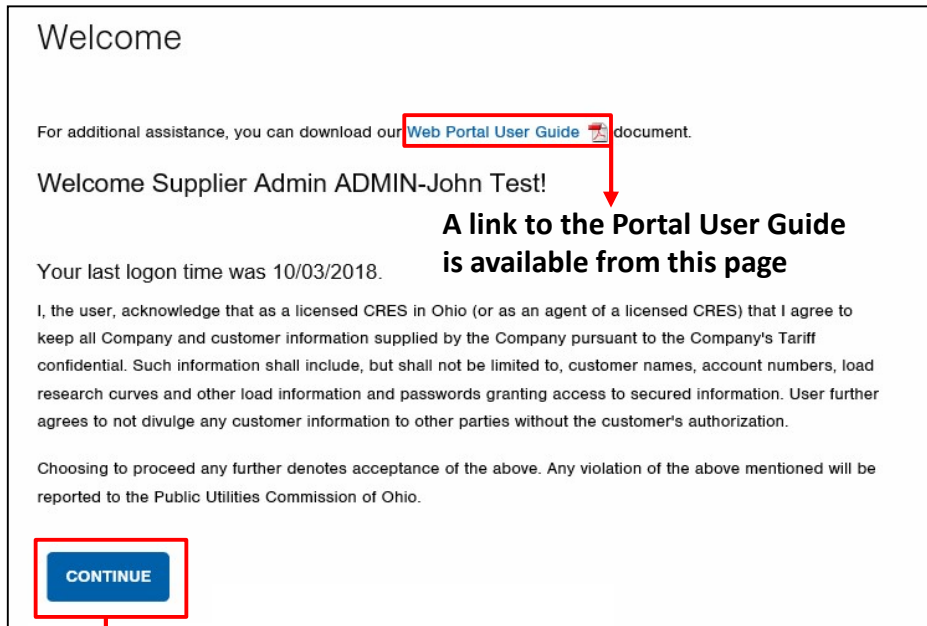 Welcome
For additional assistance, you can download our Web Portal User Guide document.
Welcome Supplier Admin ADMIN-John Test!
A link to the Portal User Guide
is available from this page
Your last logon time was 10/03/2018.
I, the user, acknowledge that as a licensed CRES in Ohio (or as an agent of a licensed CRES) that I agree to
keep all Company and customer information supplied by the Company pursuant to the Company's Tariff
confidential. Such information shall include, but shall not be limited to, customer names, account numbers, load
research curves and other load information and passwords granting access to secured information. User further
agrees to not divulge any customer information to other parties without the customer's authorization.
Choosing to proceed any further denotes acceptance of the above. Any violation of the above mentioned will be
reported to the Public Utilities Commission of Ohio.
CONTINUE